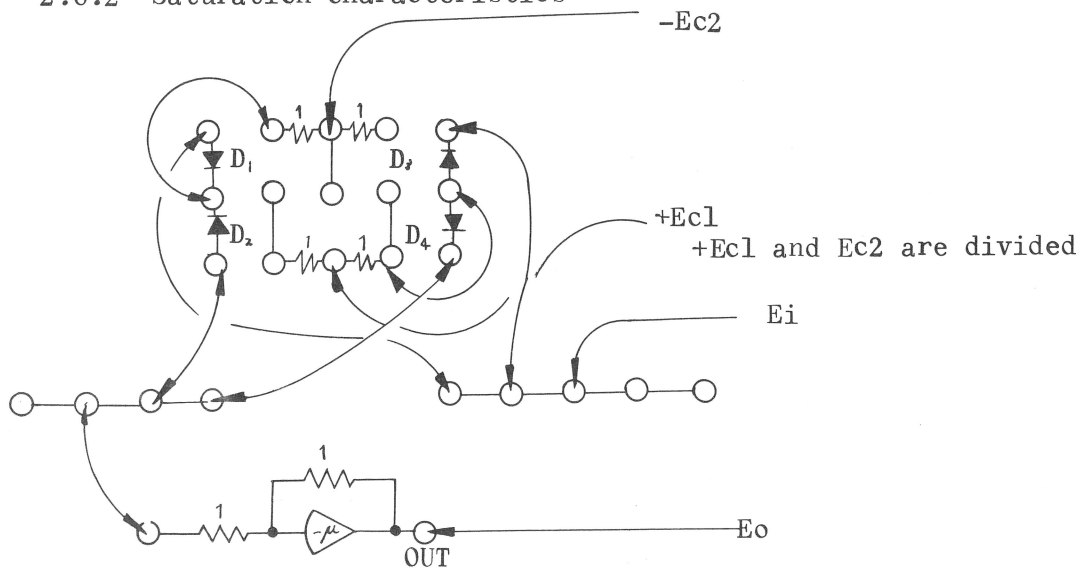 2.6.2 Saturation characteristics
-Ec2
1 1
D₁ D₃
+Ec1
D₂ D₄
+Ec1 and Ec2 are divided
1 1
Ei
1
1
-μ
Eo
OUT